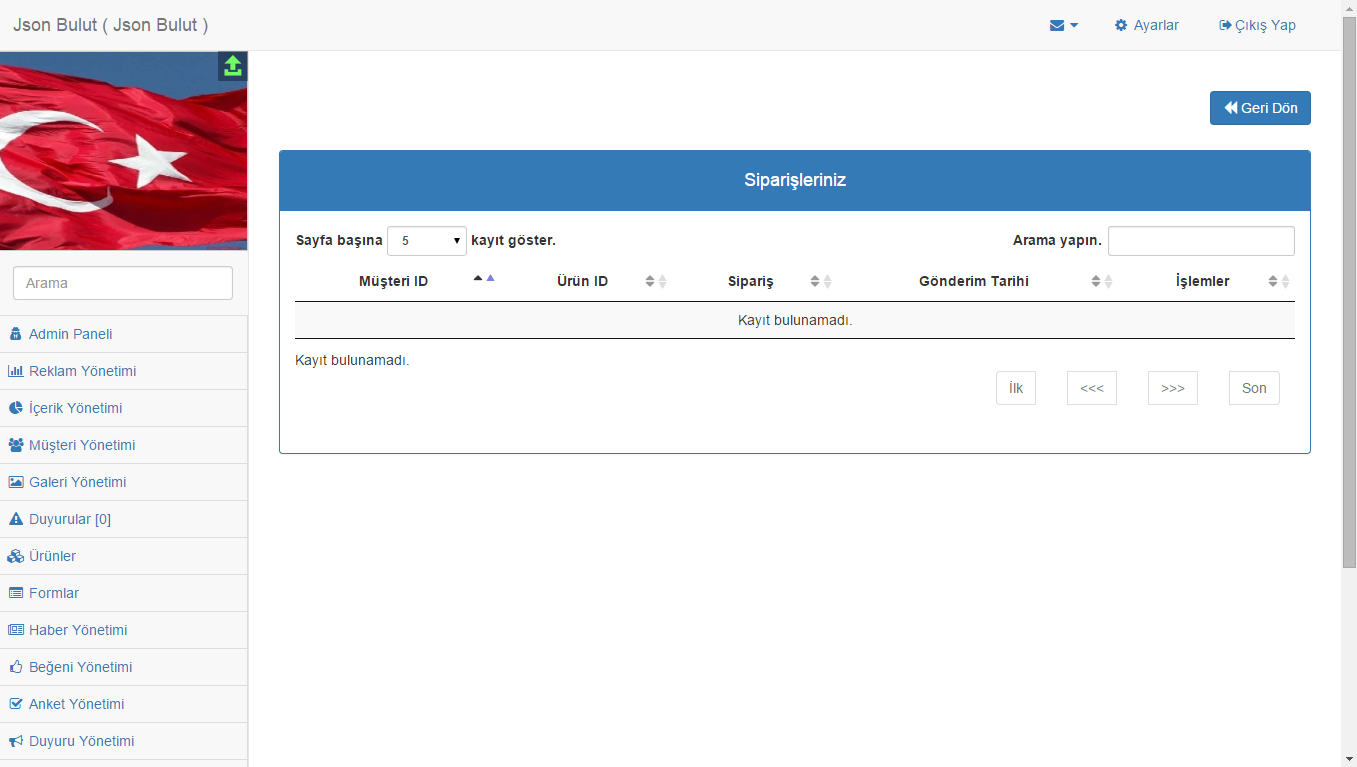 Json Bulut ( Json Bulut )
Ayarlar
Çıkış Yap
Geri Dön
Siparişleriniz
Sayfa başına 5 kayıt göster.
Arama yapın.
Müşteri ID
Ürün ID
Sipariş
Gönderim Tarihi
İşlemler
Kayıt bulunamadı.
Kayıt bulunamadı.
İlk
<<<
>>>
Son
Arama
Admin Paneli
Reklam Yönetimi
İçerik Yönetimi
Müşteri Yönetimi
Galeri Yönetimi
Duyurular [0]
Ürünler
Formlar
Haber Yönetimi
Beğeni Yönetimi
Anket Yönetimi
Duyuru Yönetimi